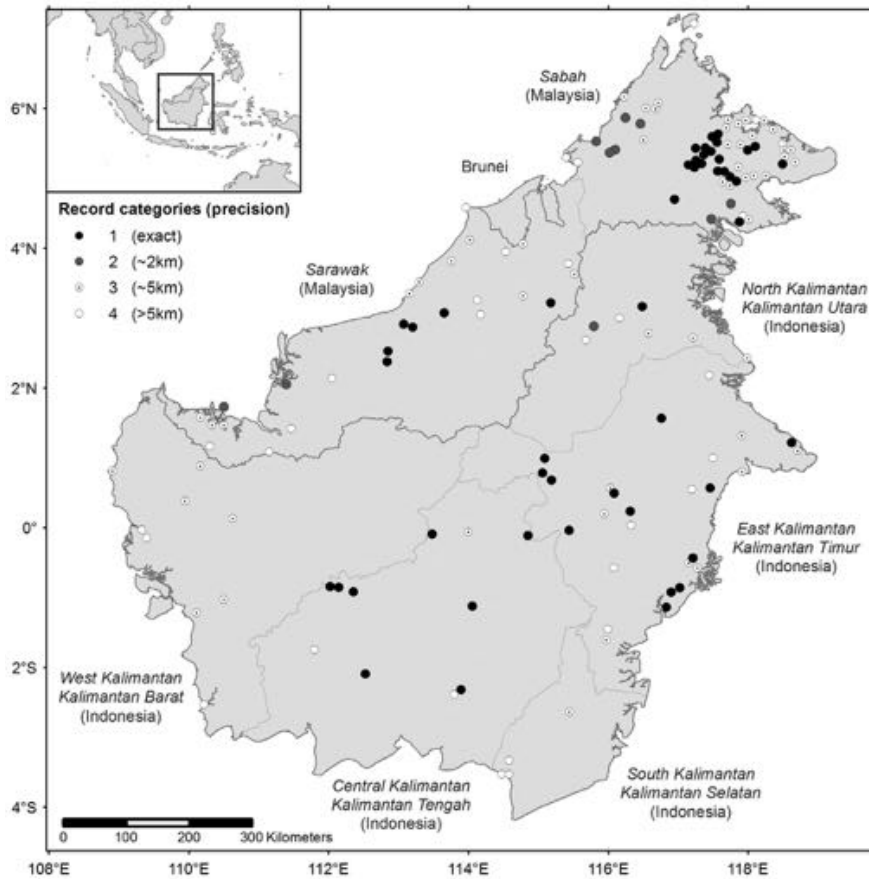 6°N
Sabah
(Malaysia)
Brunei
Record categories (precision)
1 (exact)
2 (~2km)
3 (~5km)
4 (>5km)
4°N
Sarawak
(Malaysia)
North Kalimantan
Kalimantan Utara
(Indonesia)
2°N
0°
East Kalimantan
Kalimantan Timur
(Indonesia)
2°S
West Kalimantan
Kalimantan Barat
(Indonesia)
Central Kalimantan
Kalimantan Tengah
(Indonesia)
South Kalimantan
Kalimantan Selatan
(Indonesia)
4°S
0 100 200 300 Kilometers
108°E 110°E 112°E 114°E 116°E 118°E